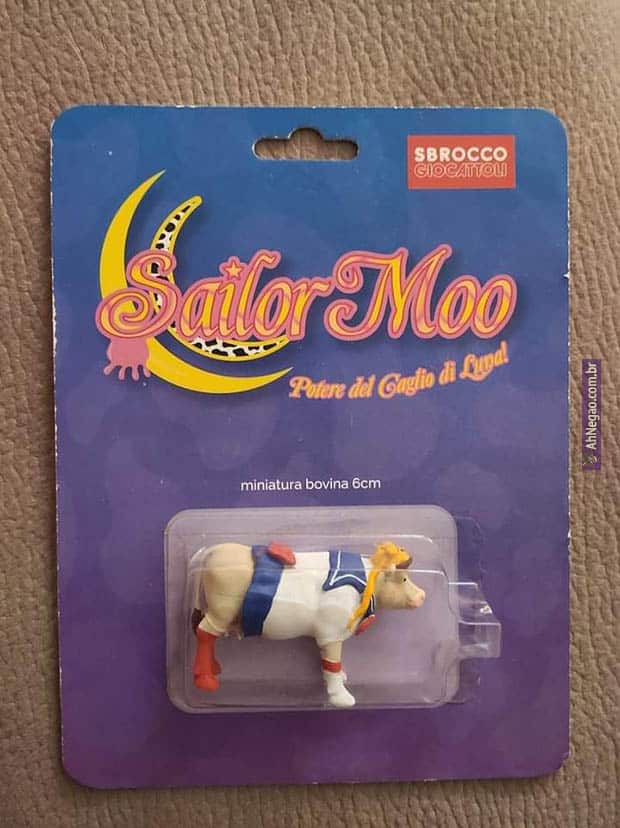 SBROCCO
GIOCATTOLI
Sailor Moo
Potere del Caglio di Luna!
miniatura bovina 6cm
AhNegao.com.br